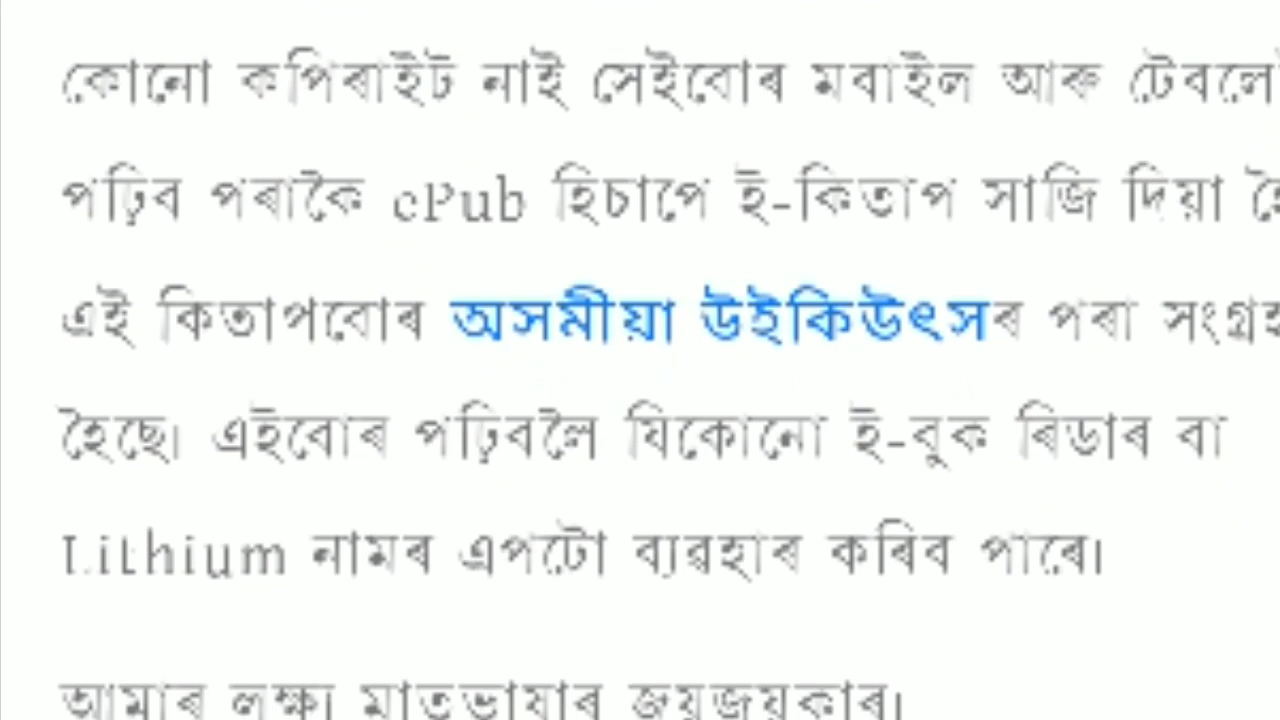 কোনো কপিৰাইট নাই সেইবোৰ মবাইল আৰু
পঢ়িব পৰাকৈ ePub হিচাপে ই-কিতাপ সাজি দিয়া
এই কিতাপবোৰ অসমীয়া উইকিউৎসৰ পৰা
হৈছে। এইবোৰ পঢ়িবলৈ যিকোনো ই-বুক ৰিডাৰ বা
Lithium নামৰ এপটো ব্যৱহাৰ কৰিব পাৰে।
আমাৰ লক্ষ্য মাতৃভাষাৰ জয়জয়কাৰ।